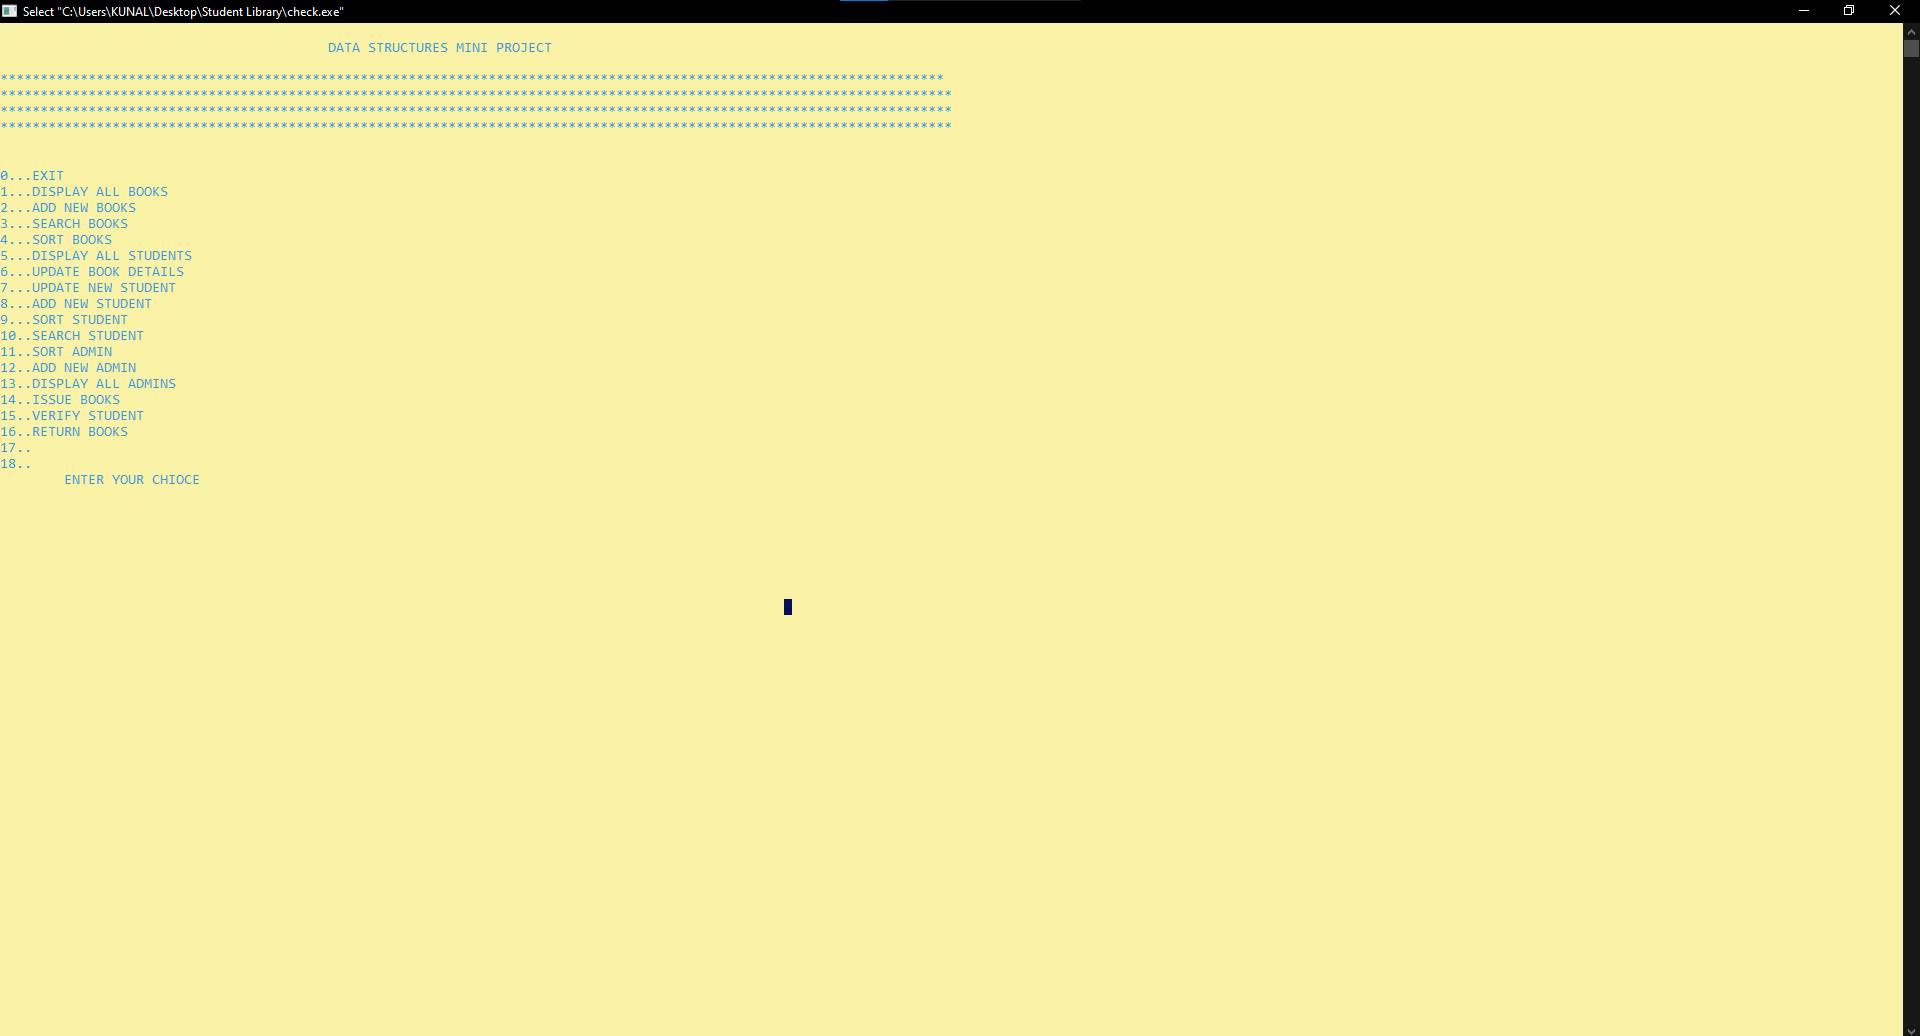 Select "C:\Users\KUNAL\Desktop\Student Library\check.exe"
DATA STRUCTURES MINI PROJECT
**********************************************************************************************************************
***********************************************************************************************************************
***********************************************************************************************************************
***********************************************************************************************************************
0...EXIT
1...DISPLAY ALL BOOKS
2...ADD NEW BOOKS
3...SEARCH BOOKS
4...SORT BOOKS
5...DISPLAY ALL STUDENTS
6...UPDATE BOOK DETAILS
7...UPDATE NEW STUDENT
8...ADD NEW STUDENT
9...SORT STUDENT
10..SEARCH STUDENT
11..SORT ADMIN
12..ADD NEW ADMIN
13..DISPLAY ALL ADMINS
14..ISSUE BOOKS
15..VERIFY STUDENT
16..RETURN BOOKS
17..
18..
ENTER YOUR CHIOCE